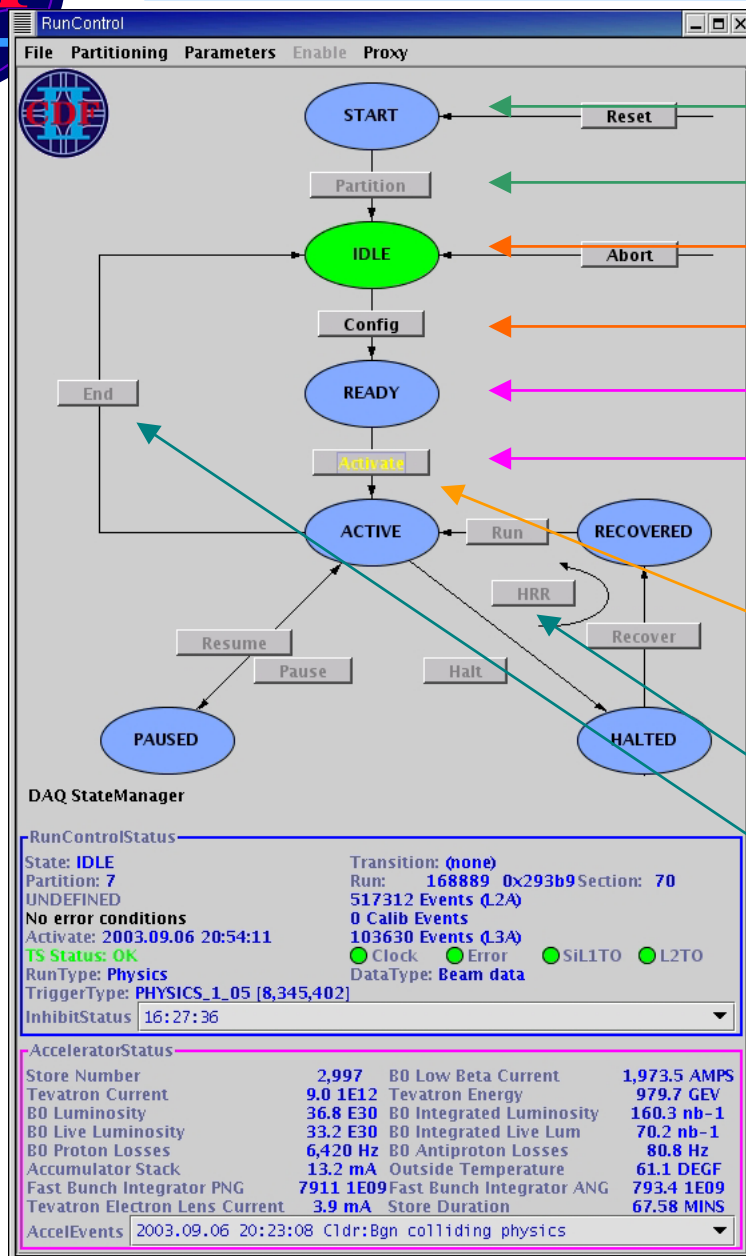 RunControl
File Partitioning Parameters Enable Proxy
CDF
II
START
Reset
Partition
IDLE
Abort
Config
End
READY
Activate
ACTIVE
Run
RECOVERED
HRR
Resume
Recover
Pause
Halt
PAUSED
HALTED
DAQ StateManager
RunControlStatus
State: IDLE Transition: (none)
Partition: 7 Run: 168889 0x293b9 Section: 70
UNDEFINED 517312 Events (L2A)
No error conditions 0 Calib Events
Activate: 2003.09.06 20:54:11 103630 Events (L3A)
TS Status: OK Clock Error SiL1TO L2TO
RunType: Physics DataType: Beam data
TriggerType: PHYSICS_1_05 [8,345,402]
InhibitStatus 16:27:36
AcceleratorStatus
Store Number 2,997 B0 Low Beta Current 1,973.5 AMPS
Tevatron Current 9.0 1E12 Tevatron Energy 979.7 GEV
B0 Luminosity 36.8 E30 B0 Integrated Luminosity 160.3 nb-1
B0 Live Luminosity 33.2 E30 B0 Integrated Live Lum 70.2 nb-1
B0 Proton Losses 6,420 Hz B0 Antiproton Losses 80.8 Hz
Accumulator Stack 13.2 mA Outside Temperature 61.1 DEGF
Fast Bunch Integrator PNG 7911 1E09 Fast Bunch Integrator ANG 793.4 1E09
Tevatron Electron Lens Current 3.9 mA Store Duration 67.58 MINS
AccelEvents 2003.09.06 20:23:08 Cldr:Bgn colliding physics